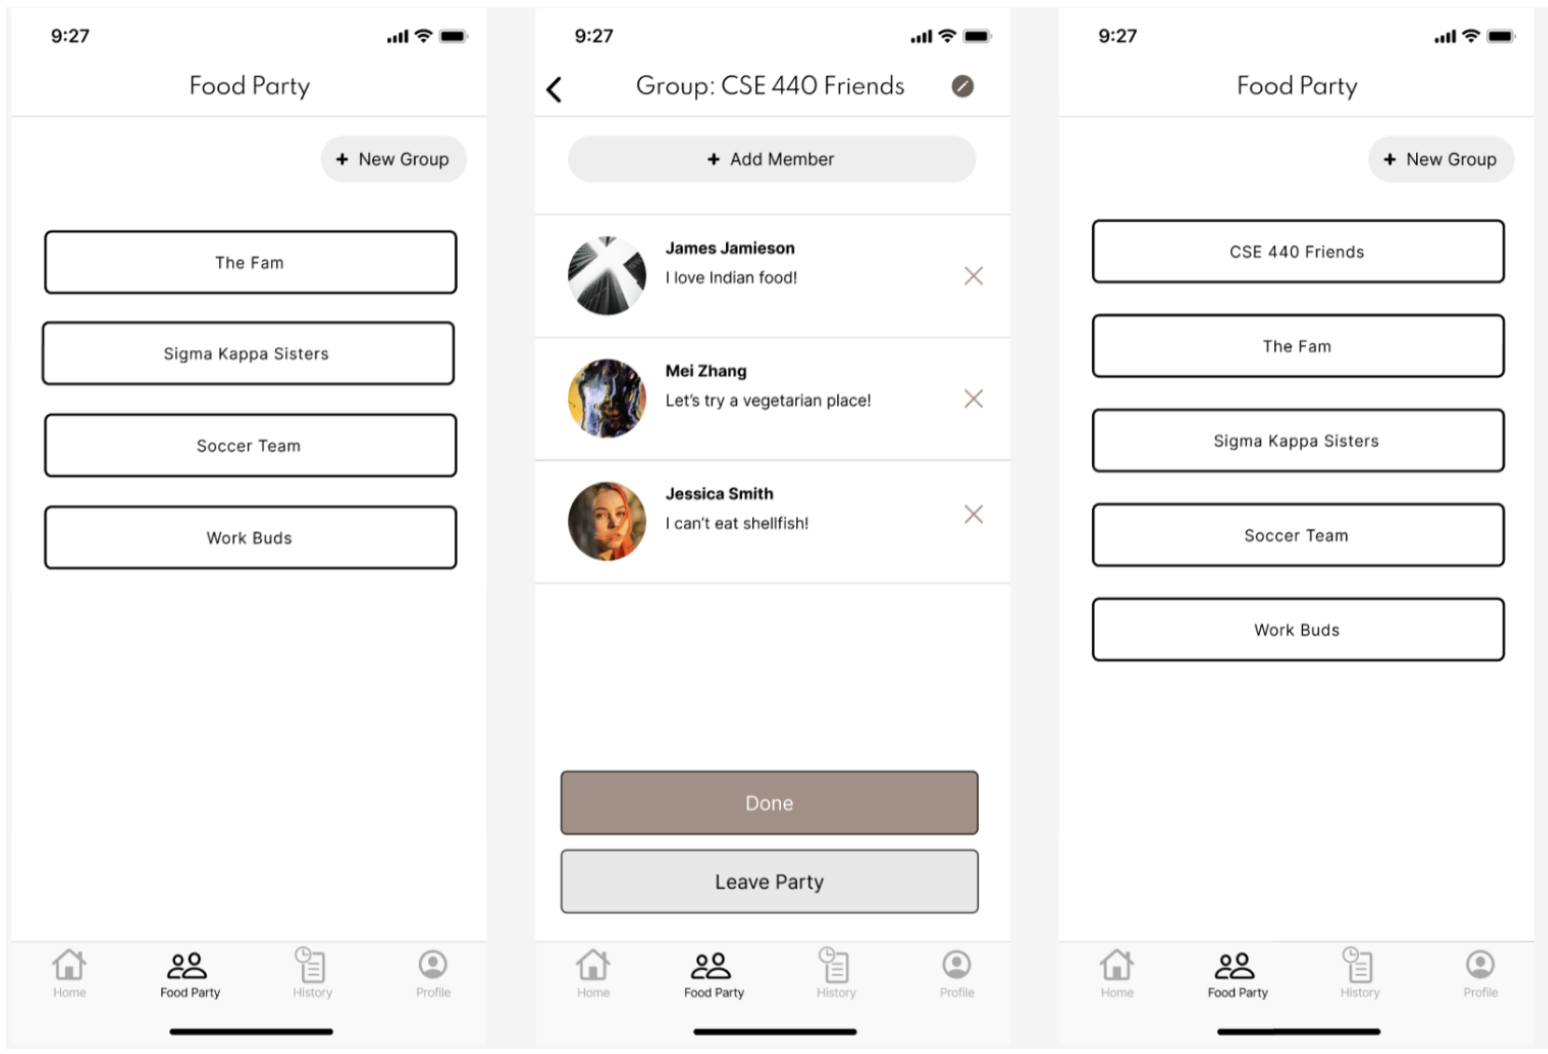 9:27
Food Party
+ New Group
The Fam
Sigma Kappa Sisters
Soccer Team
Work Buds
Home
Food Party
History
Profile
9:27
Group: CSE 440 Friends
+ Add Member
James Jamieson
I love Indian food!
Mei Zhang
Let's try a vegetarian place!
Jessica Smith
I can't eat shellfish!
Done
Leave Party
Home
Food Party
History
Profile
9:27
Food Party
+ New Group
CSE 440 Friends
The Fam
Sigma Kappa Sisters
Soccer Team
Work Buds
Home
Food Party
History
Profile